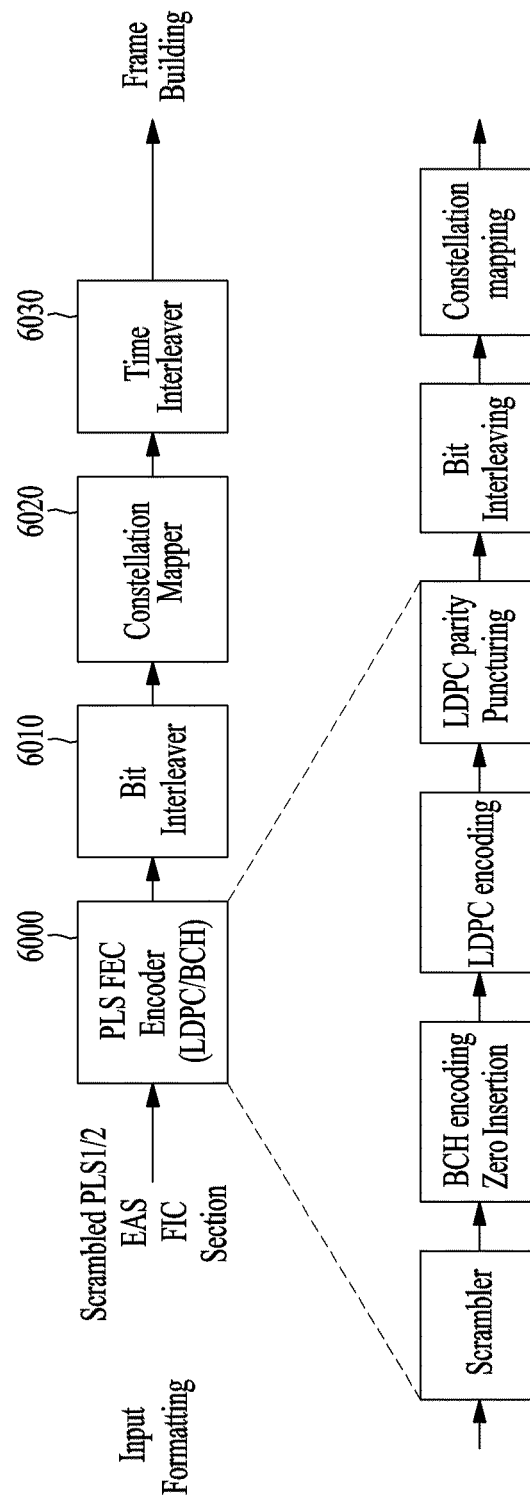 Input
Formatting
Scrambled PLS1/2
EAS
FIC
Section
6000
PLS FEC
Encoder
(LDPC/BCH)
6010
Bit
Interleaver
6020
Constellation
Mapper
6030
Time
Interleaver
Frame
Building
Scrambler
BCH encoding
Zero Insertion
LDPC encoding
LDPC parity
Puncturing
Bit
Interleaving
Constellation
mapping